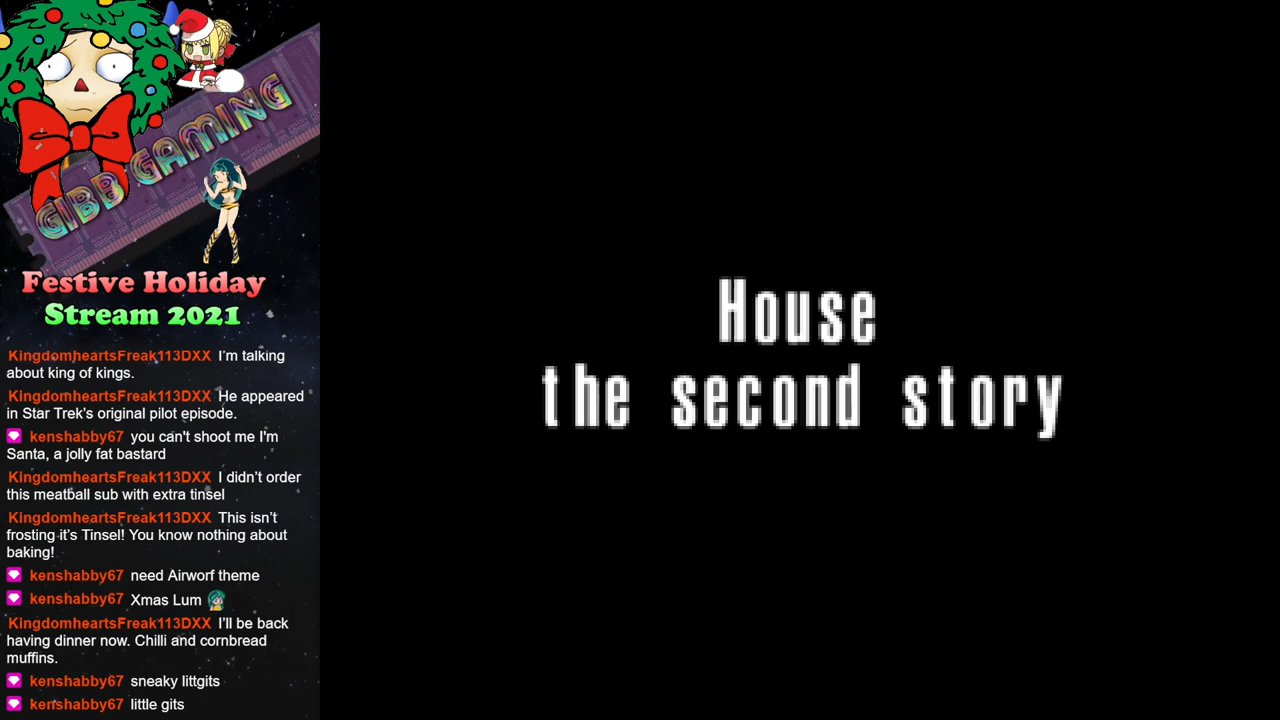 GIBB GAMING
Festive Holiday
Stream 2021
KingdomheartsFreak113DXX I'm talking
about king of kings.
KingdomheartsFreak113DXX He appeared
in Star Trek's original pilot episode.
kenshabby67 you can't shoot me I'm
Santa, a jolly fat bastard
KingdomheartsFreak113DXX I didn't order
this meatball sub with extra tinsel
KingdomheartsFreak113DXX This isn't
frosting it's Tinsel! You know nothing about
baking!
kenshabby67 need Airworf theme
kenshabby67 Xmas Lum
KingdomheartsFreak113DXX I'll be back
having dinner now. Chilli and cornbread
muffins.
kenshabby67 sneaky littgits
kenshabby67 little gits
House
the second story